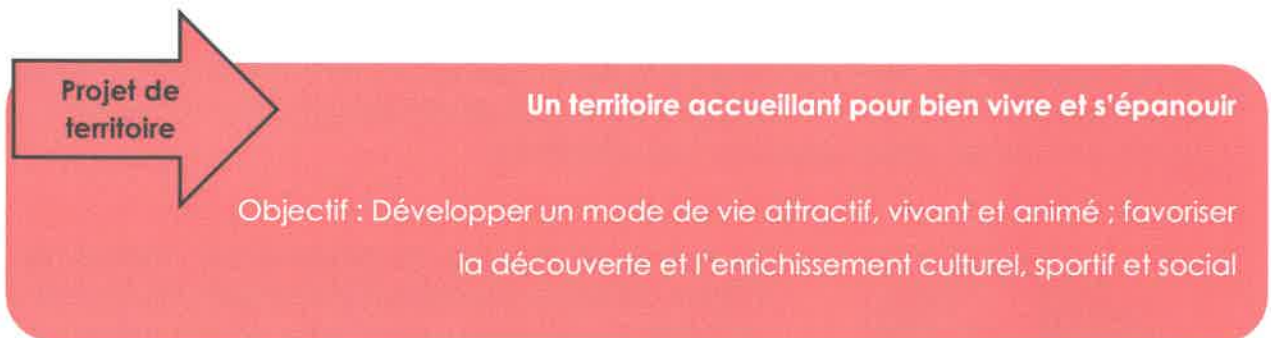 Projet de
territoire
Un territoire accueillant pour bien vivre et s'épanouir
Objectif : Développer un mode de vie attractif, vivant et animé ; favoriser
la découverte et l'enrichissement culturel, sportif et social